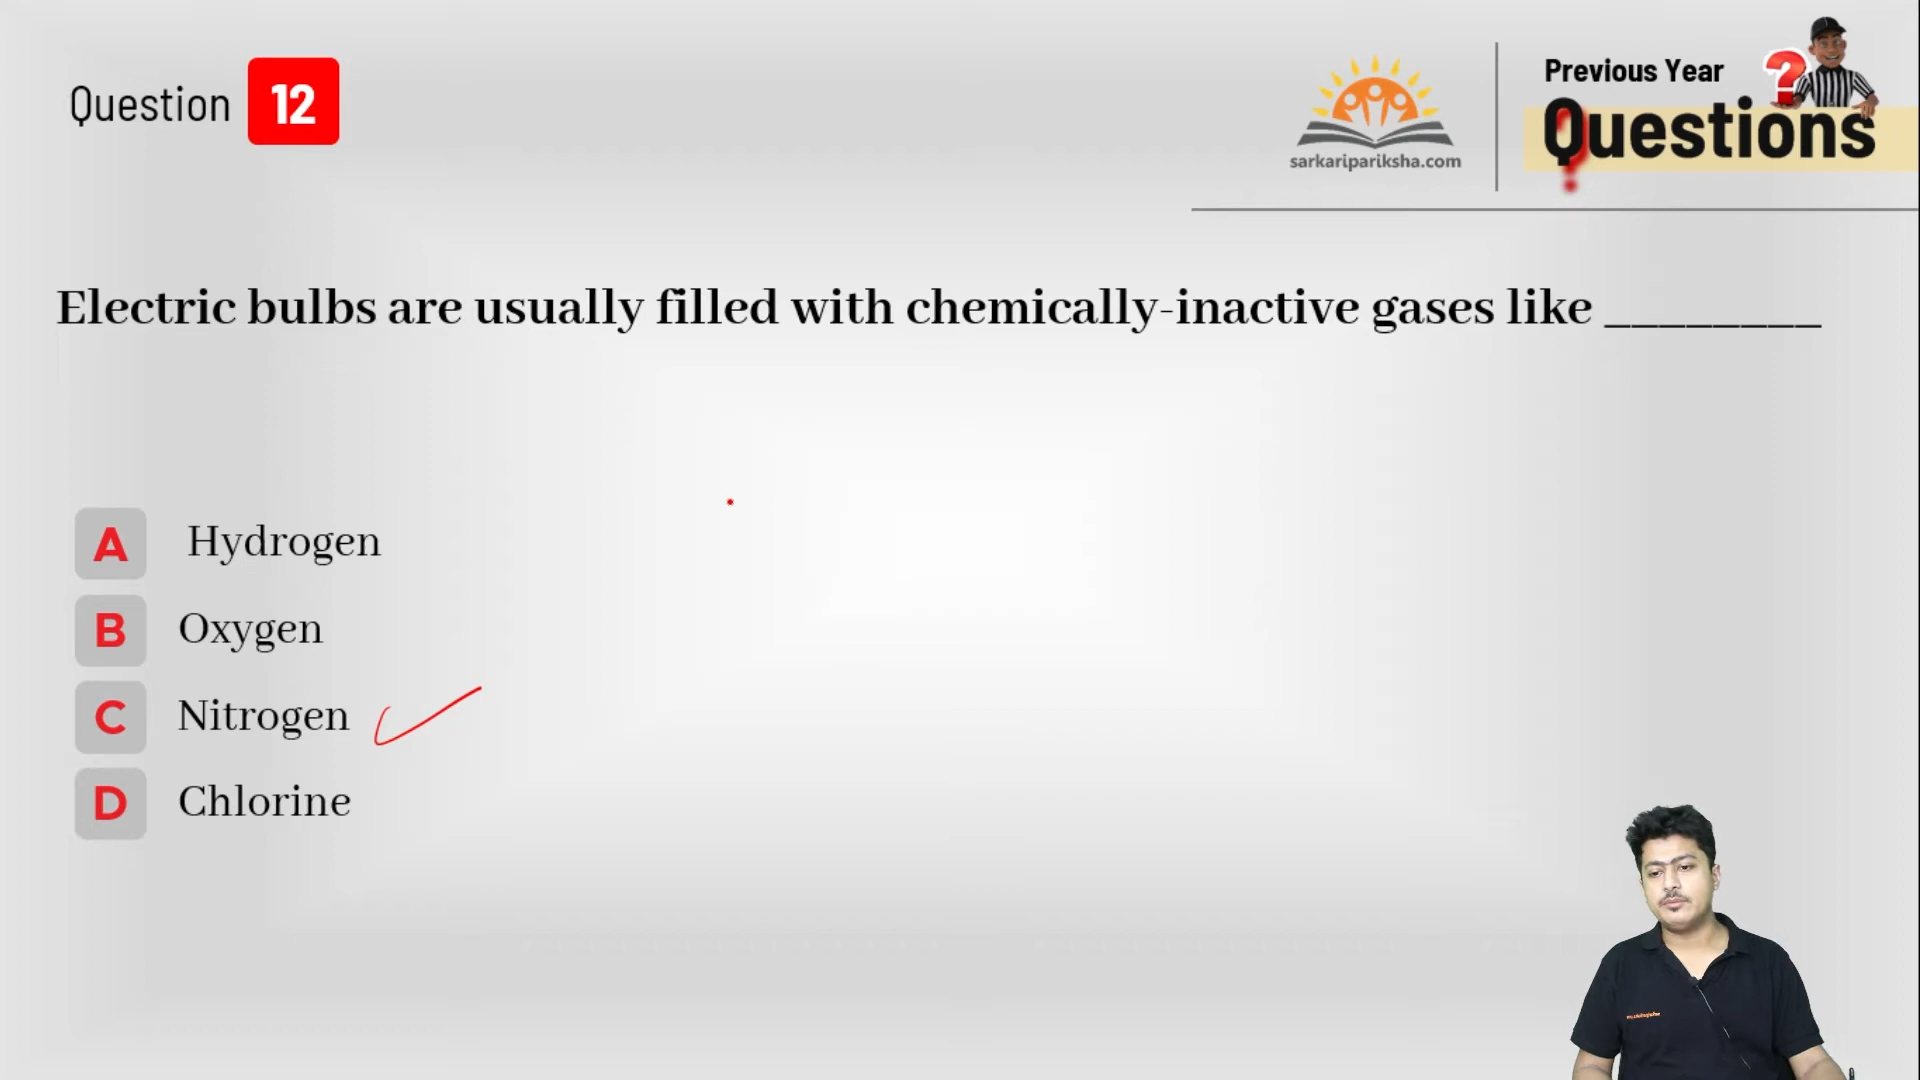 Question 12
sarkaripariksha.com
Previous Year
Questions
Electric bulbs are usually filled with chemically-inactive gases like ________
A Hydrogen
B Oxygen
C Nitrogen
D Chlorine